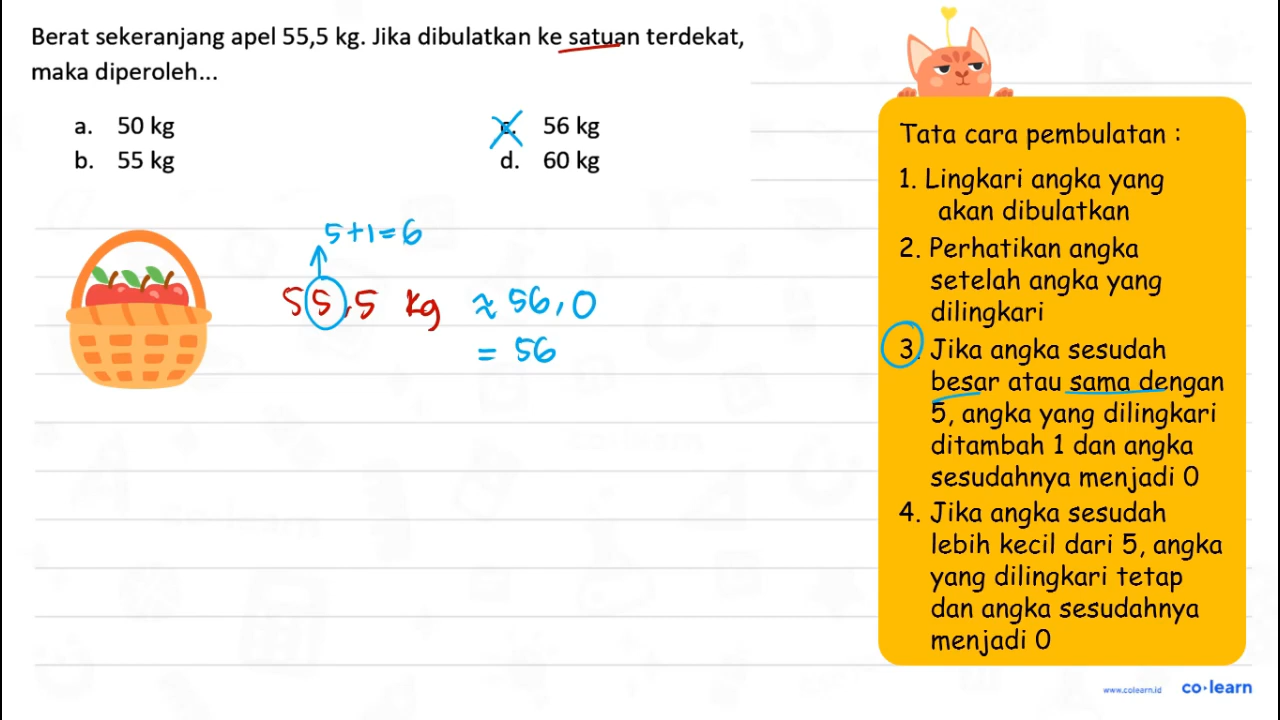 Berat sekeranjang apel 55,5 kg. Jika dibulatkan ke satuan terdekat,
maka diperoleh...
a. 50 kg
b. 55 kg
c. 56 kg
d. 60 kg
5+1=6
55,5 kg ≈ 56,0
= 56
Tata cara pembulatan :
1. Lingkari angka yang
akan dibulatkan
2. Perhatikan angka
setelah angka yang
dilingkari
3. Jika angka sesudah
besar atau sama dengan
5, angka yang dilingkari
ditambah 1 dan angka
sesudahnya menjadi 0
4. Jika angka sesudah
lebih kecil dari 5, angka
yang dilingkari tetap
dan angka sesudahnya
menjadi 0
www.colearn.id co·learn